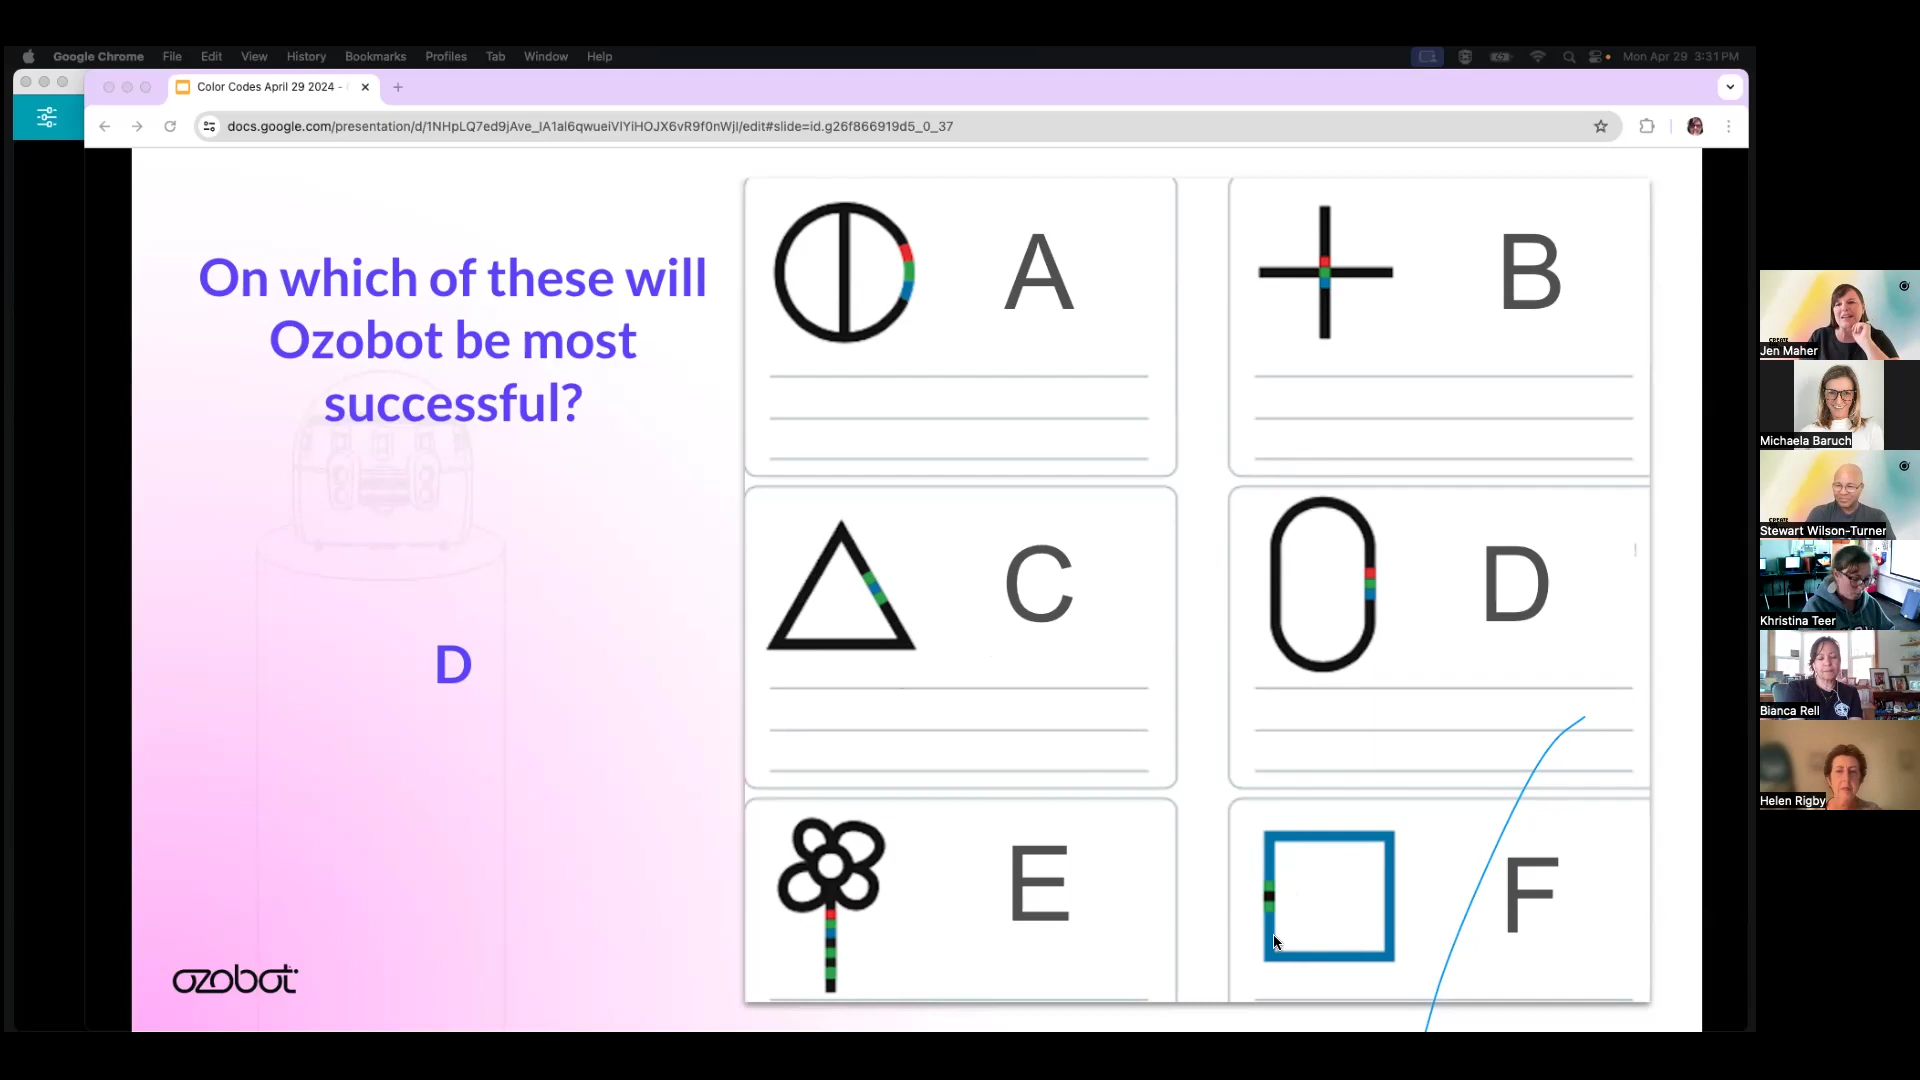 Google Chrome File Edit View History Bookmarks Profiles Tab Window Help Mon Apr 29 3:31 PM
Color Codes April 29 2024 -
docs.google.com/presentation/d/1NHpLQ7ed9jAve_IA1al6qwueiVlYiHOJX6vR9f0nWjI/edit#slide=id.g26f866919d5_0_37
On which of these will
Ozobot be most
successful?
D
ozobot
A
B
C
D
E
F
Jen Maher
Michaela Baruch
Stewart Wilson-Turner
Khristina Teer
Bianca Rell
Helen Rigby